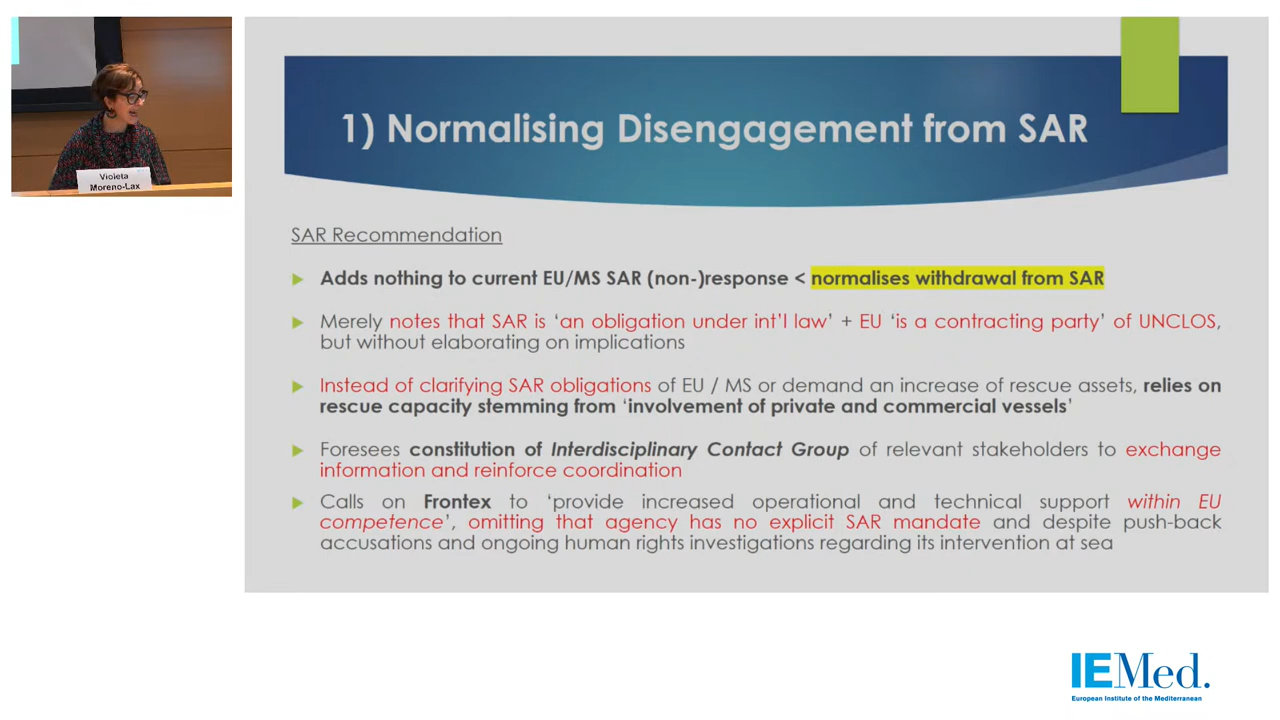 Violeta
Moreno-Lax
1) Normalising Disengagement from SAR
SAR Recommendation
Adds nothing to current EU/MS SAR (non-)response < normalises withdrawal from SAR
Merely notes that SAR is ‘an obligation under int’l law’ + EU ‘is a contracting party’ of UNCLOS,
but without elaborating on implications
Instead of clarifying SAR obligations of EU / MS or demand an increase of rescue assets, relies on
rescue capacity stemming from ‘involvement of private and commercial vessels’
Foresees constitution of Interdisciplinary Contact Group of relevant stakeholders to exchange
information and reinforce coordination
Calls on Frontex to ‘provide increased operational and technical support within EU
competence’, omitting that agency has no explicit SAR mandate and despite push-back
accusations and ongoing human rights investigations regarding its intervention at sea
IEMed.
European Institute of the Mediterranean